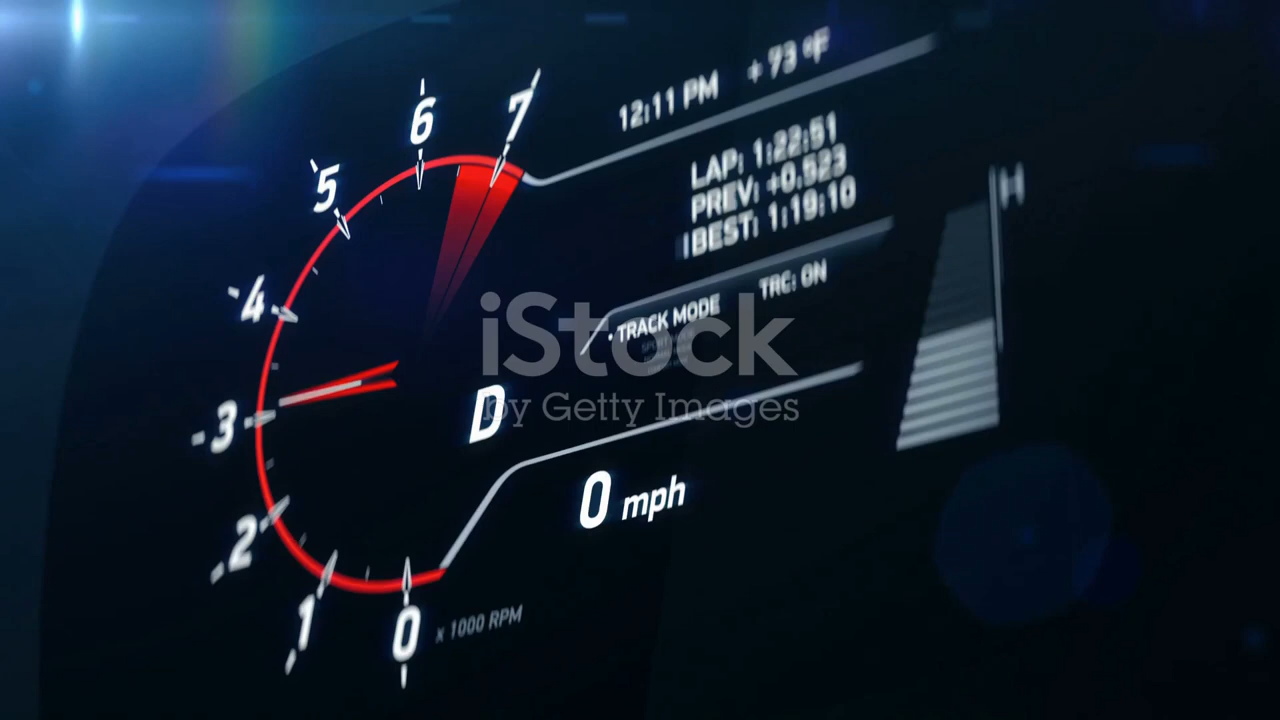 12:11 PM +73 °F
7
6
5
4
3
2
1
0
x 1000 RPM
LAP: 1:22:51
PREV: +0.523
BEST: 1:19:10
• TRACK MODE TRC: ON
D
0 mph
H
iStock
by Getty Images